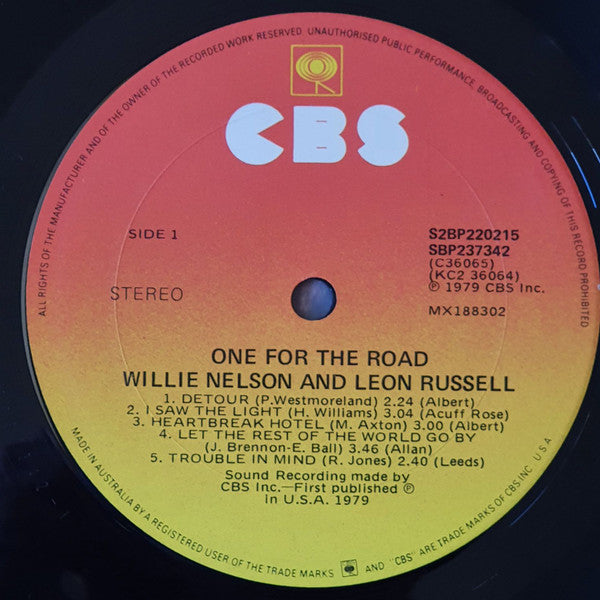 ALL RIGHTS OF THE MANUFACTURER AND OF THE OWNER OF THE RECORDED WORK RESERVED. UNAUTHORISED PUBLIC PERFORMANCE, BROADCASTING AND COPYING OF THIS RECORD PROHIBITED
CBS
SIDE 1
STEREO
S2BP220215
SBP237342
(C36065)
(KC2 36064)
℗ 1979 CBS Inc.
MX188302
ONE FOR THE ROAD
WILLIE NELSON AND LEON RUSSELL
1. DETOUR (P.Westmoreland) 2.24 (Albert)
2. I SAW THE LIGHT (H. Williams) 3.04 (Acuff Rose)
3. HEARTBREAK HOTEL (M. Axton) 3.00 (Albert)
4. LET THE REST OF THE WORLD GO BY
(J. Brennon-E. Ball) 3.46 (Allan)
5. TROUBLE IN MIND (R. Jones) 2.40 (Leeds)
Sound Recording made by
CBS Inc.—First published ℗
in U.S.A. 1979
MADE IN AUSTRALIA BY A REGISTERED USER OF THE TRADE MARKS AND "CBS" ARE TRADE MARKS OF CBS INC. U.S.A.